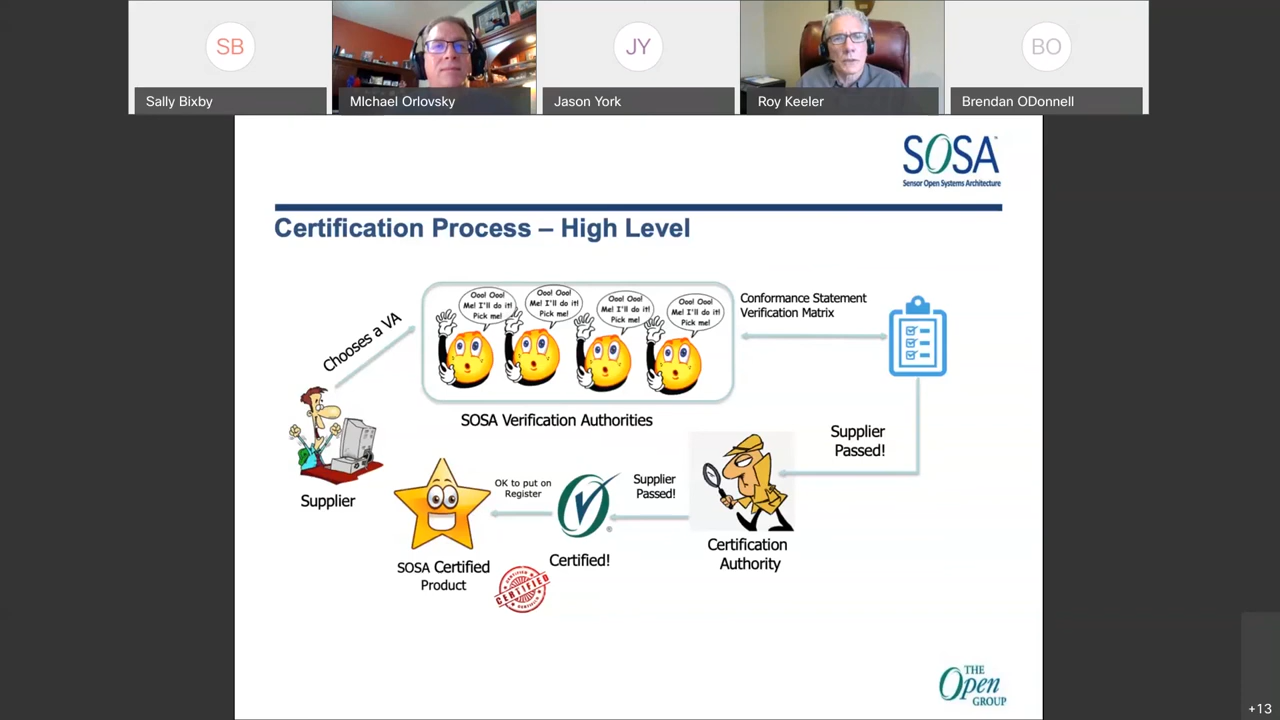 SB
JY
BO
Sally Bixby
MIchael Orlovsky
Jason York
Roy Keeler
Brendan ODonnell
SOSA™
Sensor Open Systems Architecture
Certification Process – High Level
Chooses a VA
Ooo! Ooo!
Me! I'll do it!
Pick me!
Ooo! Ooo!
Me! I'll do it!
Pick me!
Ooo! Ooo!
Me! I'll do it!
Pick me!
Ooo! Ooo!
Me! I'll do it!
Pick me!
SOSA Verification Authorities
Conformance Statement
Verification Matrix
Supplier
Passed!
Certification
Authority
Supplier
Passed!
®
Certified!
OK to put on
Register
SOSA Certified
Product
CERTIFIED
CERTIFIED
CERTIFIED
Supplier
THE
Open
GROUP
+13